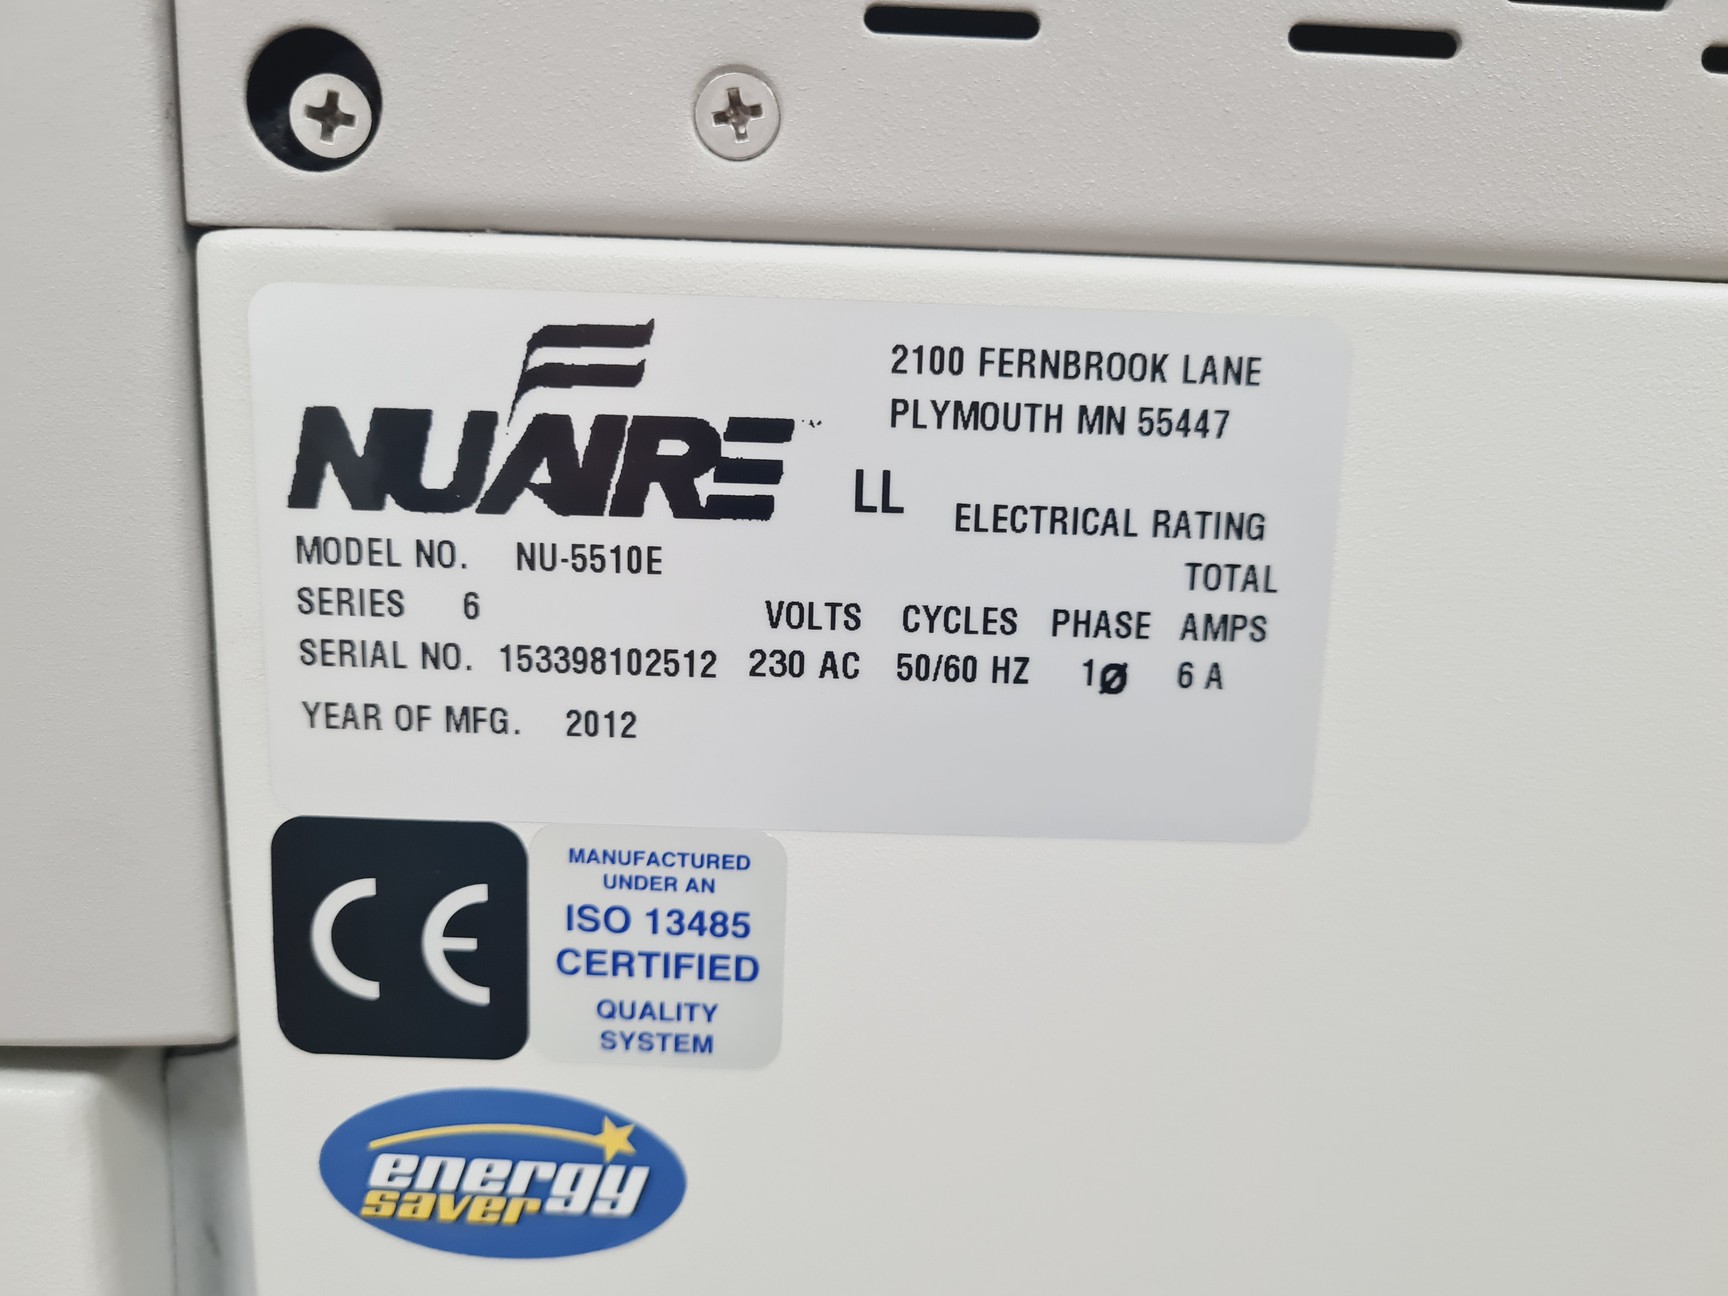 NUAIRE
2100 FERNBROOK LANE
PLYMOUTH MN 55447
LL
ELECTRICAL RATING
MODEL NO. NU-5510E
TOTAL
SERIES 6
VOLTS CYCLES PHASE AMPS
SERIAL NO. 153398102512 230 AC 50/60 HZ 1Ø 6 A
YEAR OF MFG. 2012
CE
MANUFACTURED
UNDER AN
ISO 13485
CERTIFIED
QUALITY
SYSTEM
energy
saver